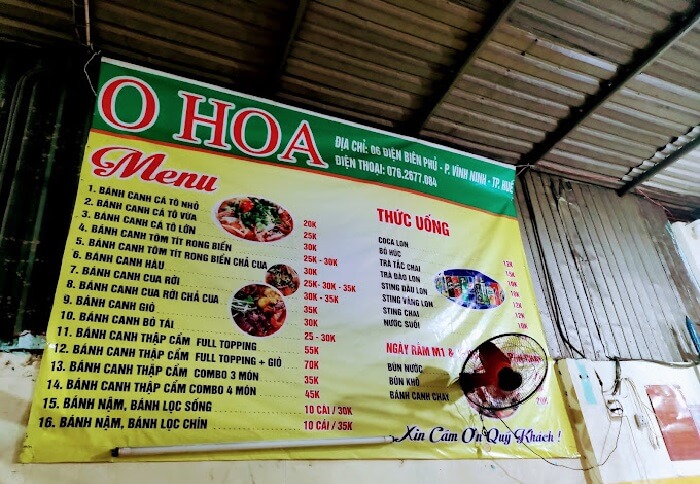 O HOA
ĐỊA CHỈ: 06 ĐIỆN BIÊN PHỦ - P. VĨNH NINH - TP. HUẾ
ĐIỆN THOẠI: 076.2677.084
Menu
1. BÁNH CANH CÁ TÔ NHỎ 20K
2. BÁNH CANH CÁ TÔ VỪA 25K
3. BÁNH CANH CÁ TÔ LỚN 30K
4. BÁNH CANH TÔM TÍT RONG BIỂN 25K - 30K
5. BÁNH CANH TÔM TÍT RONG BIỂN CHẢ CUA 30K
6. BÁNH CANH HÀU 25K - 30K - 35K
7. BÁNH CANH CUA RỜI 30K - 35K
8. BÁNH CANH CUA RỜI CHẢ CUA 35K
9. BÁNH CANH GIÒ 30K
10. BÁNH CANH BÒ TÁI 25 - 30K
11. BÁNH CANH THẬP CẨM FULL TOPPING 55K
12. BÁNH CANH THẬP CẨM FULL TOPPING + GIÒ 70K
13. BÁNH CANH THẬP CẨM COMBO 3 MÓN 35K
14. BÁNH CANH THẬP CẨM COMBO 4 MÓN 45K
15. BÁNH NẬM, BÁNH LỌC SỐNG 10 CÁI / 30K
16. BÁNH NẬM, BÁNH LỌC CHÍN 10 CÁI / 35K
THỨC UỐNG
COCA LON 12K
BÒ HÚC 15K
TRÀ TẮC CHAI 10K
TRÀ ĐÀO LON
STING DÂU LON
STING VÀNG LON
STING CHAI
NƯỚC SUỐI
NGÀY RẰM M1 &
BÚN NƯỚC
BÚN KHÔ
BÁNH CANH CHAY
Xin Cám Ơn Quý Khách !